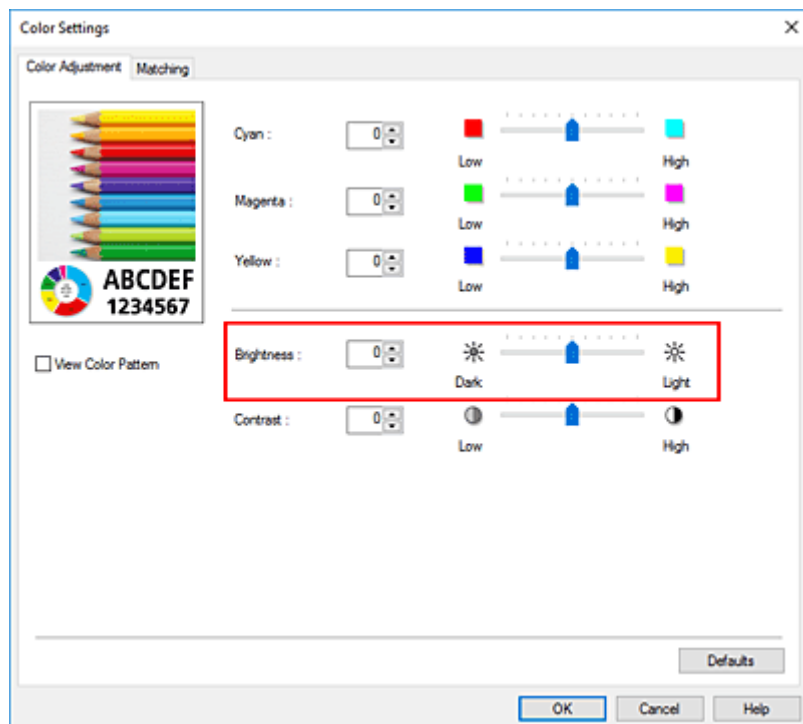 Color Settings
Color Adjustment Matching
Cyan : 0
Low High
Magenta : 0
Low High
Yellow : 0
Low High
ABCDEF
1234567
View Color Pattern
Brightness : 0
Dark Light
Contrast : 0
Low High
Defaults
OK Cancel Help